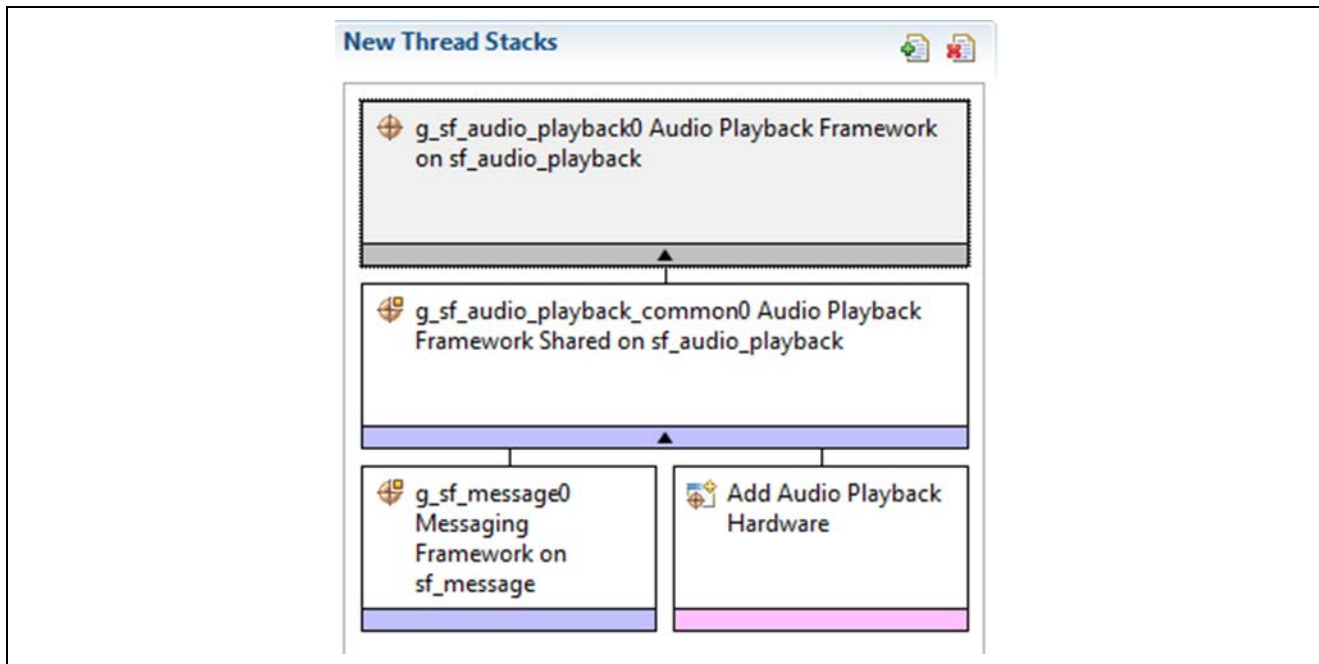 New Thread Stacks
g_sf_audio_playback0 Audio Playback Framework
on sf_audio_playback
g_sf_audio_playback_common0 Audio Playback
Framework Shared on sf_audio_playback
g_sf_message0
Messaging
Framework on
sf_message
Add Audio Playback
Hardware